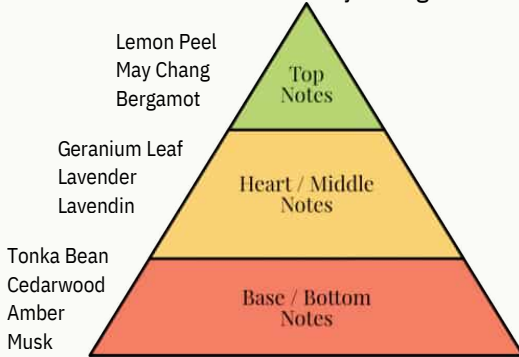 Lemon Peel
May Chang
Bergamot
Top
Notes
Geranium Leaf
Lavender
Lavendin
Heart / Middle
Notes
Tonka Bean
Cedarwood
Amber
Musk
Base / Bottom
Notes